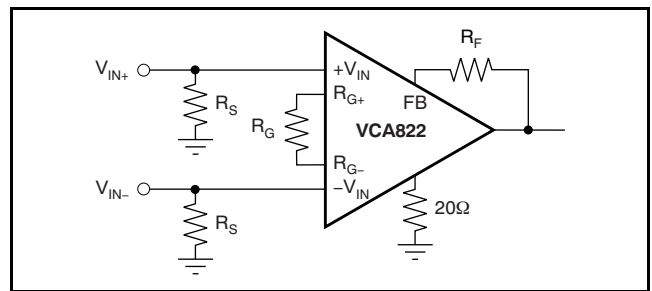 V_IN+
R_S
R_G
+V_IN
R_G+
FB
R_F
VCA822
R_G−
−V_IN
V_IN−
R_S
20Ω